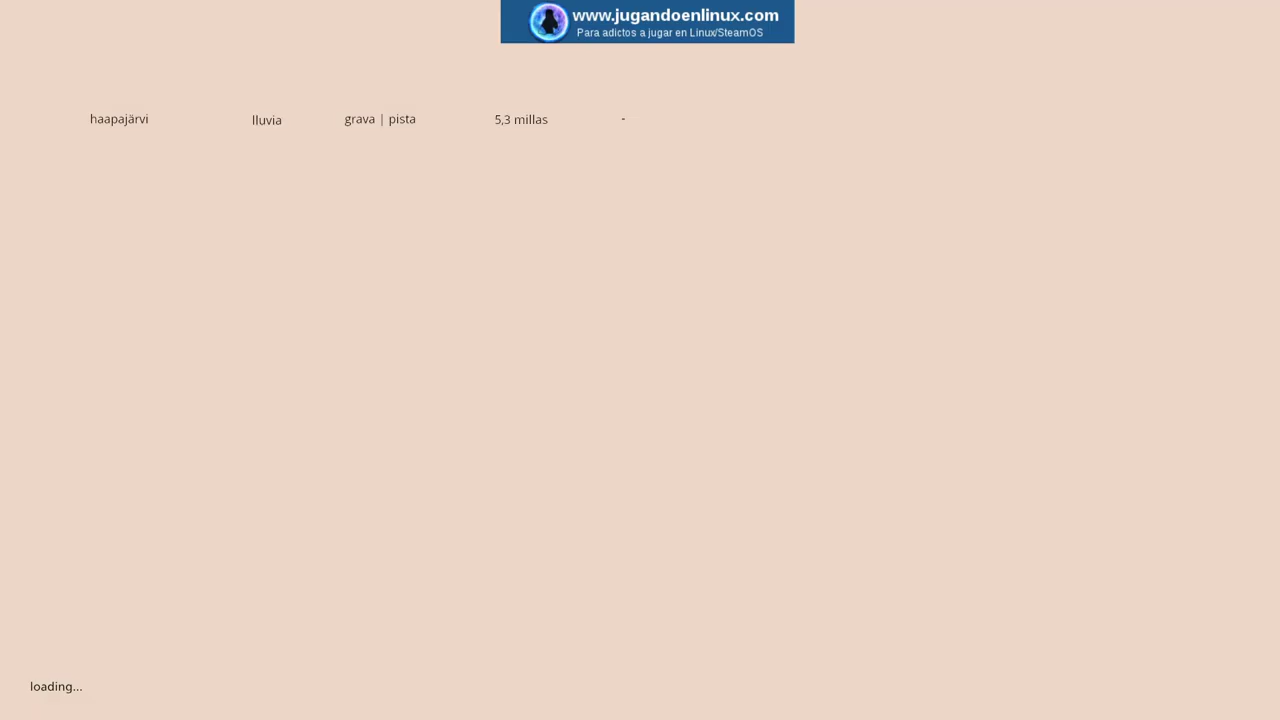 www.jugandoenlinux.com
Para adictos a jugar en Linux/SteamOS
haapajärvi lluvia grava | pista 5,3 millas -
loading...